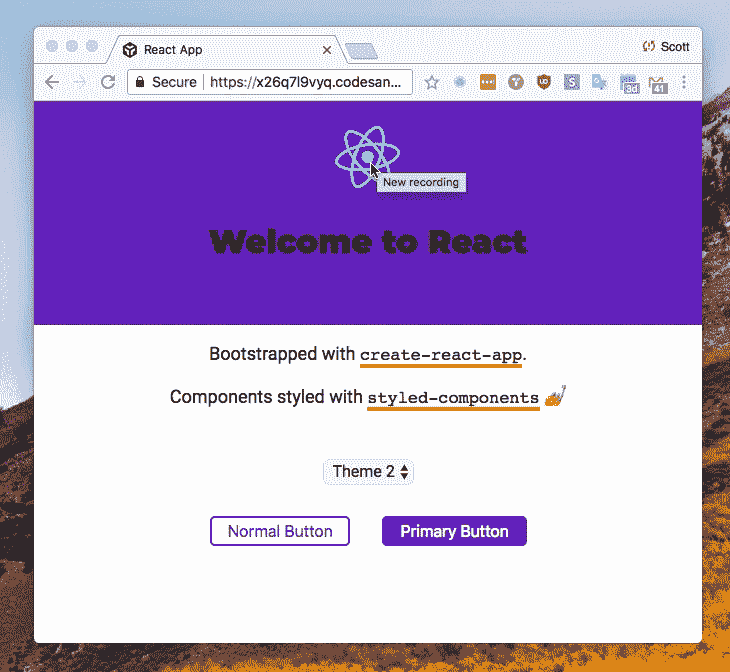 React App
Scott
Secure
https://x26q7l9vyq.codesan...
3d
41
New recording
Welcome to React
Bootstrapped with create-react-app.
Components styled with styled-components
Theme 2
Normal Button
Primary Button